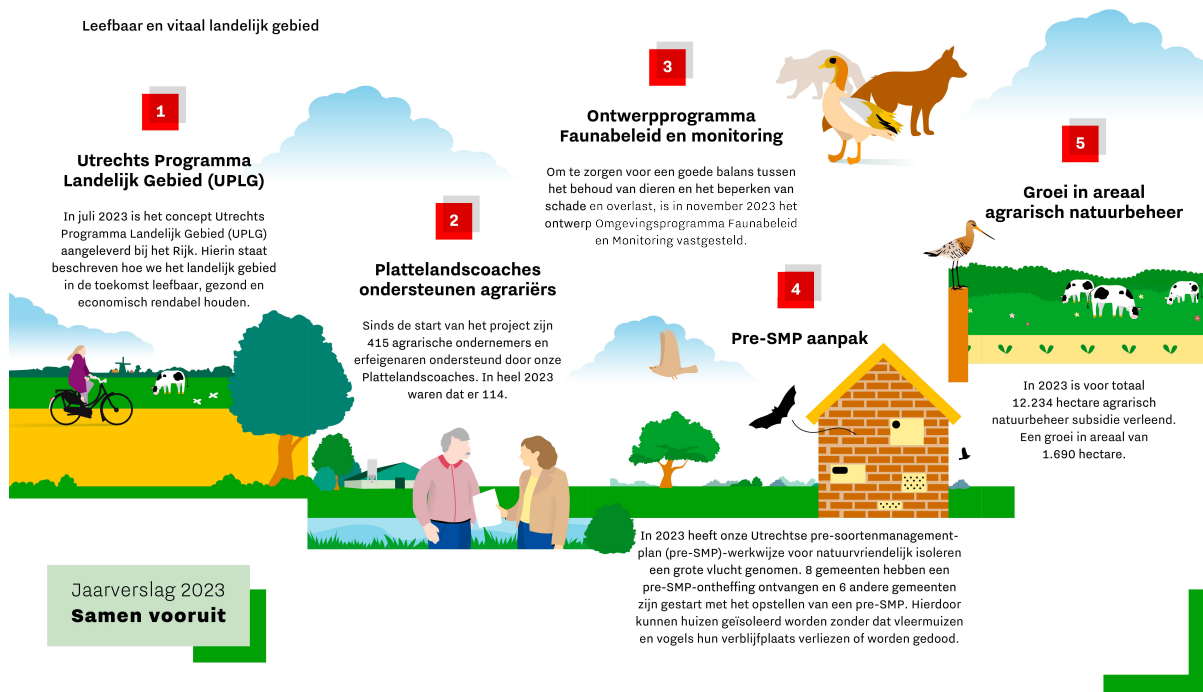 Leefbaar en vitaal landelijk gebied
1
Utrechts Programma
Landelijk Gebied (UPLG)
In juli 2023 is het concept Utrechts
Programma Landelijk Gebied (UPLG)
aangeleverd bij het Rijk. Hierin staat
beschreven hoe we het landelijk gebied
in de toekomst leefbaar, gezond en
economisch rendabel houden.
2
Plattelandscoaches
ondersteunen agrariërs
Sinds de start van het project zijn
415 agrarische ondernemers en
erfeigenaren ondersteund door onze
Plattelandscoaches. In heel 2023
waren dat er 114.
3
Ontwerpprogramma
Faunabeleid en monitoring
Om te zorgen voor een goede balans tussen
het behoud van dieren en het beperken van
schade en overlast, is in november 2023 het
ontwerp Omgevingsprogramma Faunabeleid
en Monitoring vastgesteld.
4
Pre-SMP aanpak
In 2023 heeft onze Utrechtse pre-soortenmanagement-
plan (pre-SMP)-werkwijze voor natuurvriendelijk isoleren
een grote vlucht genomen. 8 gemeenten hebben een
pre-SMP-ontheffing ontvangen en 6 andere gemeenten
zijn gestart met het opstellen van een pre-SMP. Hierdoor
kunnen huizen geïsoleerd worden zonder dat vleermuizen
en vogels hun verblijfplaats verliezen of worden gedood.
5
Groei in areaal
agrarisch natuurbeheer
In 2023 is voor totaal
12.234 hectare agrarisch
natuurbeheer subsidie verleend.
Een groei in areaal van
1.690 hectare.
Jaarverslag 2023
Samen vooruit